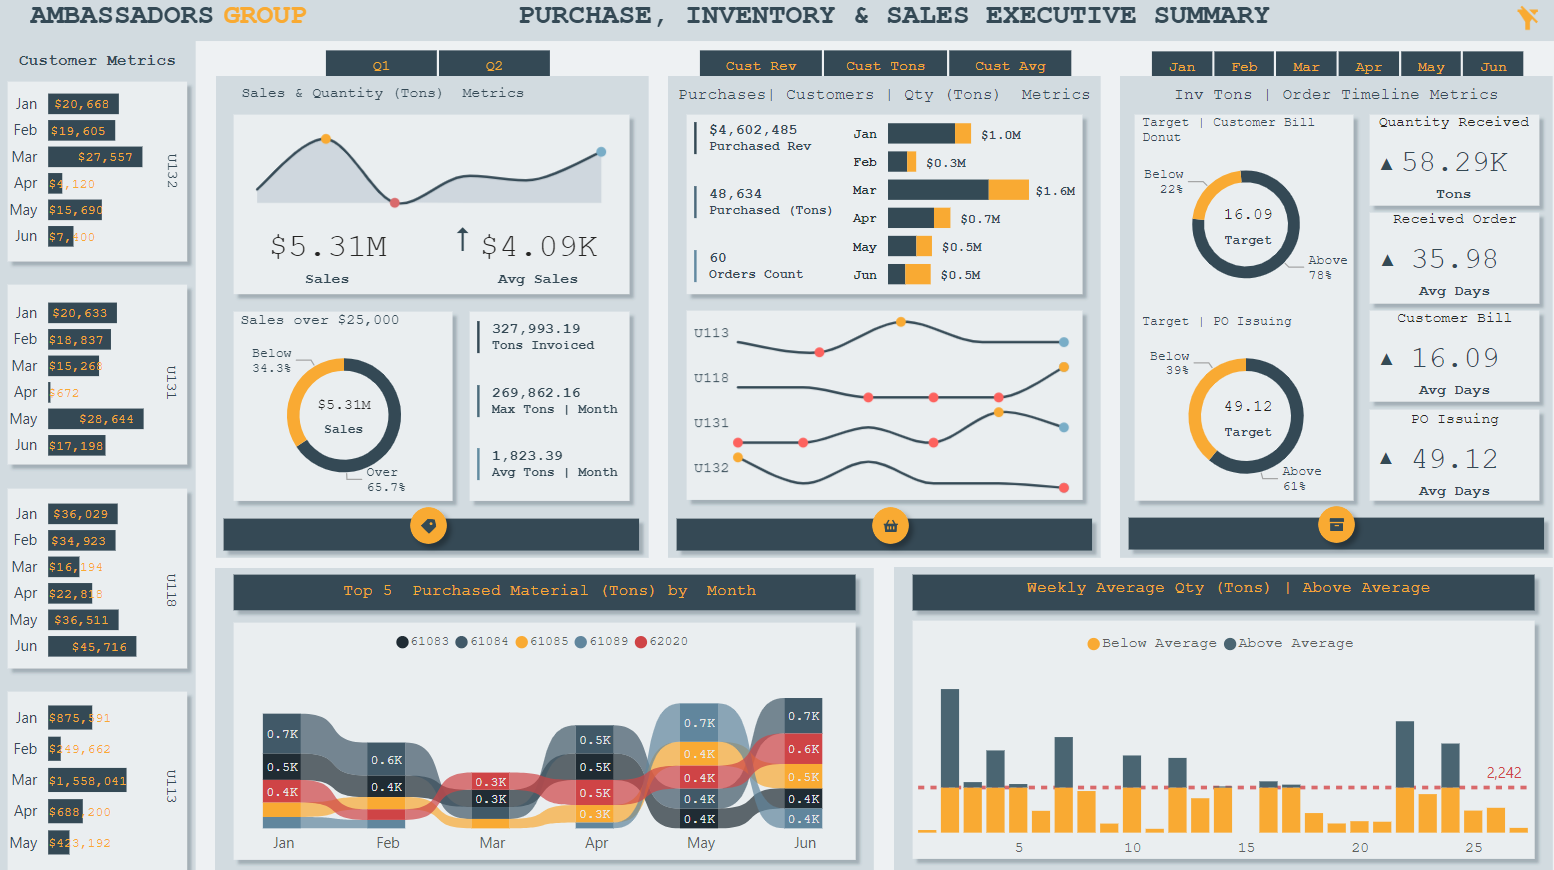 AMBASSADORS GROUP
PURCHASE, INVENTORY & SALES EXECUTIVE SUMMARY
Customer Metrics
Jan $20,668
Feb $19,605
Mar $27,557
Apr $4,120
May $15,690
Jun $7,400
U132
Jan $20,633
Feb $18,837
Mar $15,268
Apr $672
May $28,644
Jun $17,198
U131
Jan $36,029
Feb $34,923
Mar $16,194
Apr $22,818
May $36,511
Jun $45,716
U118
Jan $875,591
Feb $249,662
Mar $1,558,041
Apr $688,200
May $423,192
U113
Q1 Q2
Sales & Quantity (Tons) Metrics
$5.31M
Sales
$4.09K
Avg Sales
Sales over $25,000
Below
34.3%
$5.31M
Sales
Over
65.7%
327,993.19
Tons Invoiced
269,862.16
Max Tons | Month
1,823.39
Avg Tons | Month
Cust Rev Cust Tons Cust Avg
Purchases| Customers | Qty (Tons) Metrics
$4,602,485
Purchased Rev
48,634
Purchased (Tons)
60
Orders Count
Jan $1.0M
Feb $0.3M
Mar $1.6M
Apr $0.7M
May $0.5M
Jun $0.5M
U113
U118
U131
U132
Jan Feb Mar Apr May Jun
Inv Tons | Order Timeline Metrics
Target | Customer Bill
Donut
Below
22%
16.09
Target
Above
78%
Target | PO Issuing
Below
39%
49.12
Target
Above
61%
Quantity Received
▲ 58.29K
Tons
Received Order
▲ 35.98
Avg Days
Customer Bill
▲ 16.09
Avg Days
PO Issuing
▲ 49.12
Avg Days
Top 5 Purchased Material (Tons) by Month
61083 61084 61085 61089 62020
0.7K
0.5K
0.4K
0.6K
0.4K
0.3K
0.3K
0.5K
0.5K
0.5K
0.3K
0.7K
0.4K
0.4K
0.4K
0.4K
0.7K
0.6K
0.5K
0.4K
0.4K
Jan Feb Mar Apr May Jun
Weekly Average Qty (Tons) | Above Average
Below Average Above Average
2,242
5 10 15 20 25